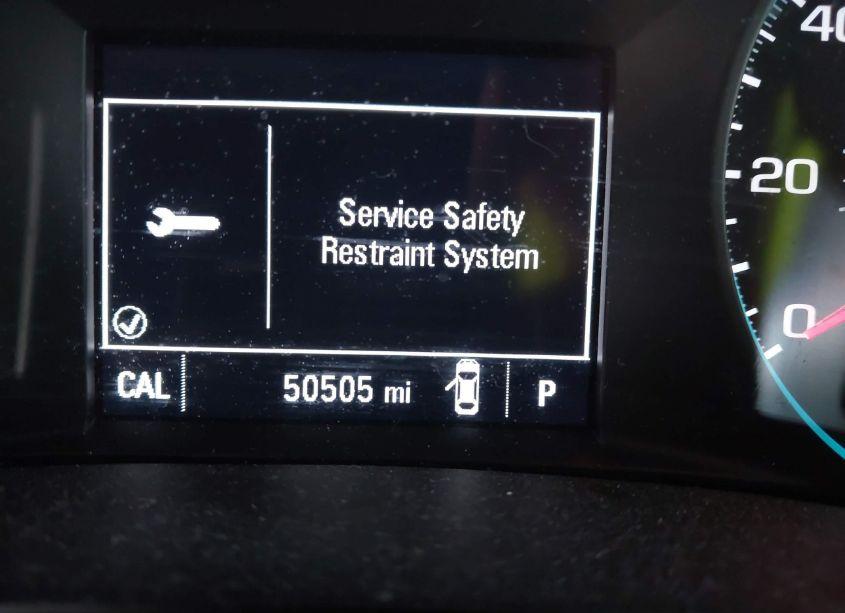 40
20
0
Service Safety
Restraint System
CAL
50505 mi
P